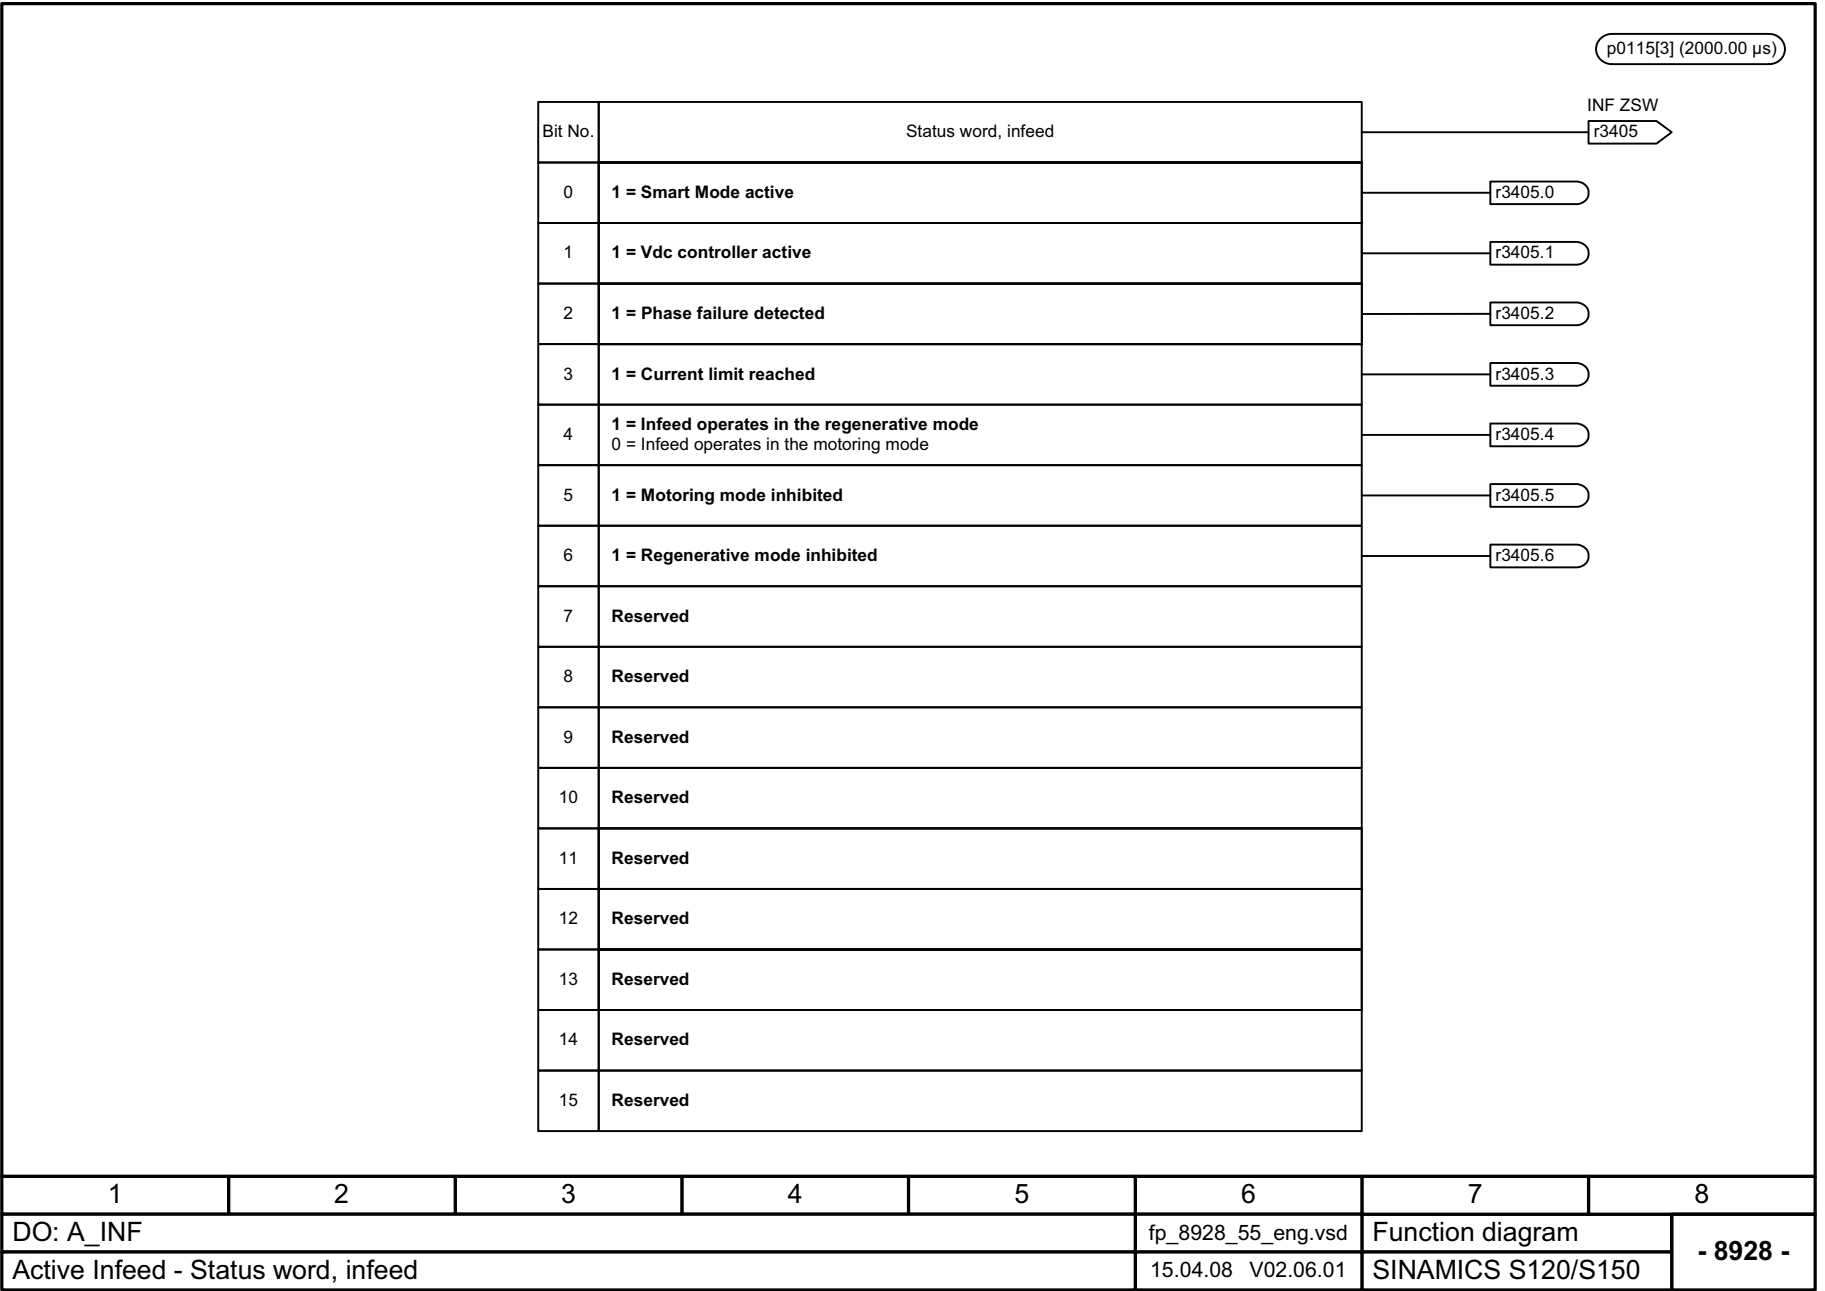 p0115[3] (2000.00 µs)
INF ZSW
Bit No. Status word, infeed r3405
0 1 = Smart Mode active r3405.0
1 1 = Vdc controller active r3405.1
2 1 = Phase failure detected r3405.2
3 1 = Current limit reached r3405.3
4 1 = Infeed operates in the regenerative mode
0 = Infeed operates in the motoring mode r3405.4
5 1 = Motoring mode inhibited r3405.5
6 1 = Regenerative mode inhibited r3405.6
7 Reserved
8 Reserved
9 Reserved
10 Reserved
11 Reserved
12 Reserved
13 Reserved
14 Reserved
15 Reserved
1 2 3 4 5 6 7 8
DO: A_INF fp_8928_55_eng.vsd Function diagram
- 8928 -
Active Infeed - Status word, infeed 15.04.08 V02.06.01 SINAMICS S120/S150